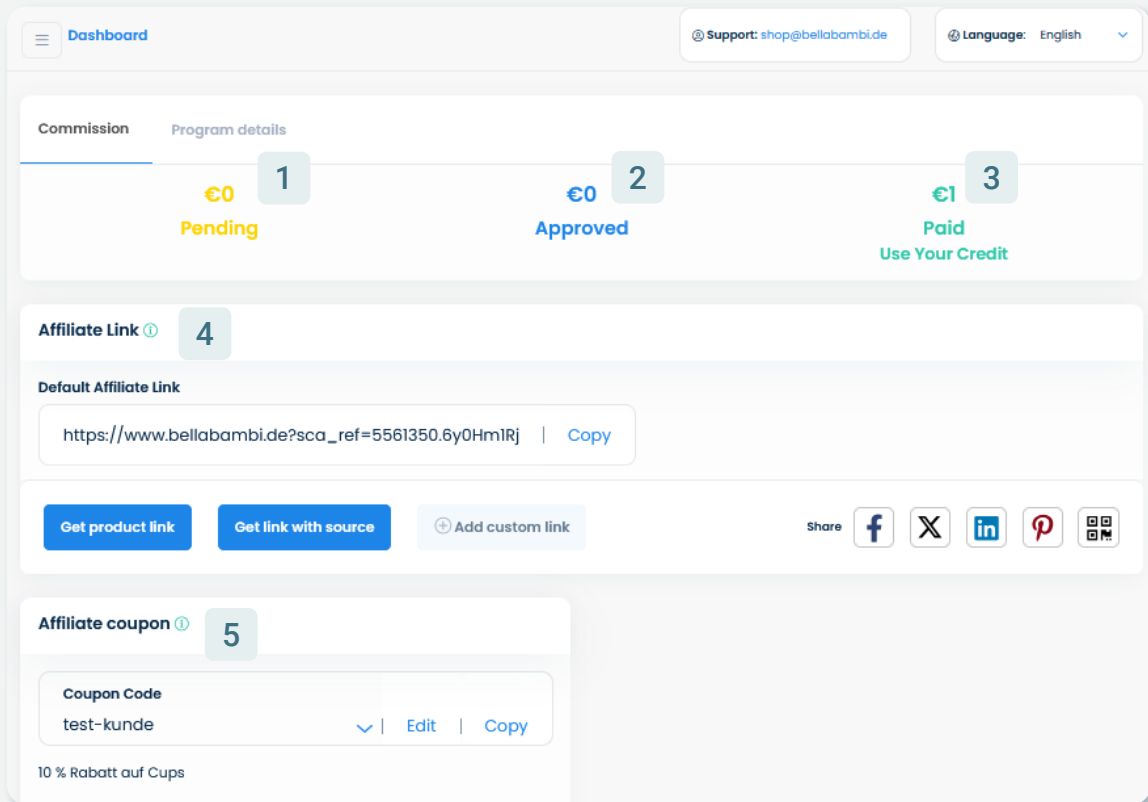 Dashboard
Support: shop@bellabambi.de
Language: English
Commission
Program details
€0 1
Pending
€0 2
Approved
€1 3
Paid
Use Your Credit
Affiliate Link 4
Default Affiliate Link
https://www.bellabambi.de?sca_ref=5561350.6y0Hm1Rj | Copy
Get product link
Get link with source
Add custom link
Share
Affiliate coupon 5
Coupon Code
test-kunde | Edit | Copy
10 % Rabatt auf Cups